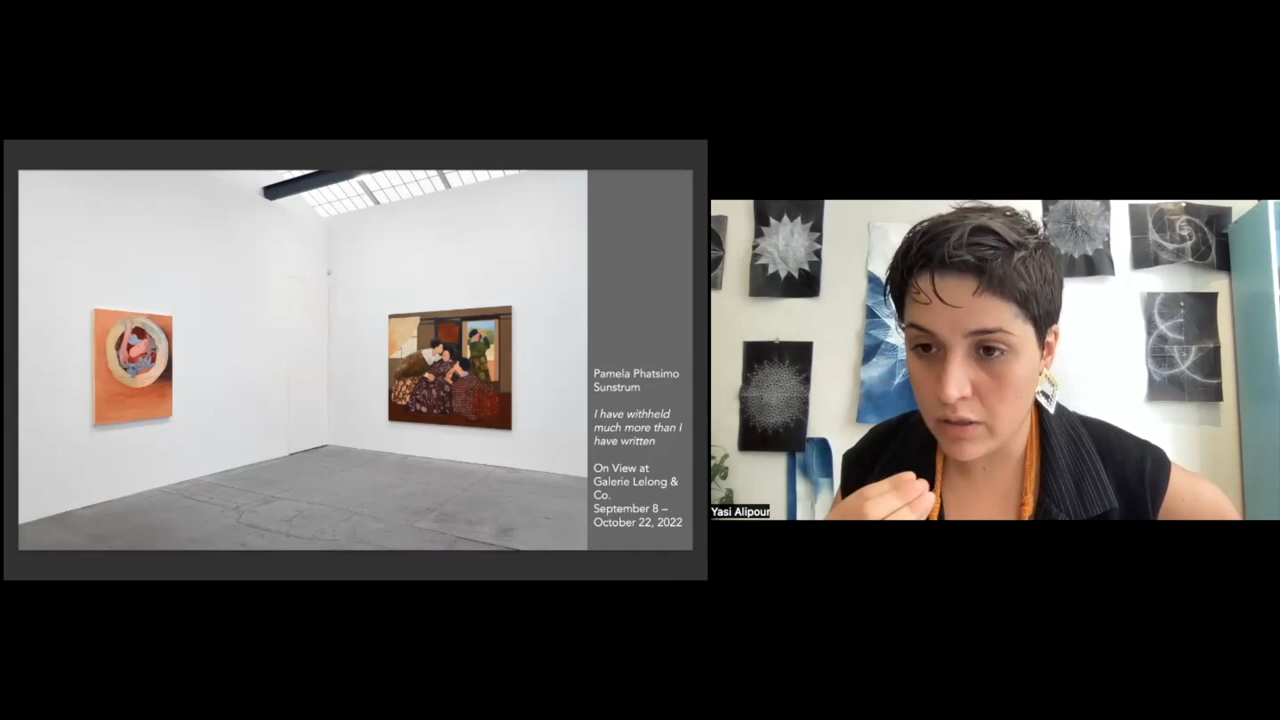 Pamela Phatsimo
Sunstrum
I have withheld
much more than I
have written
On View at
Galerie Lelong &
Co.
September 8 –
October 22, 2022
Yasi Alipour